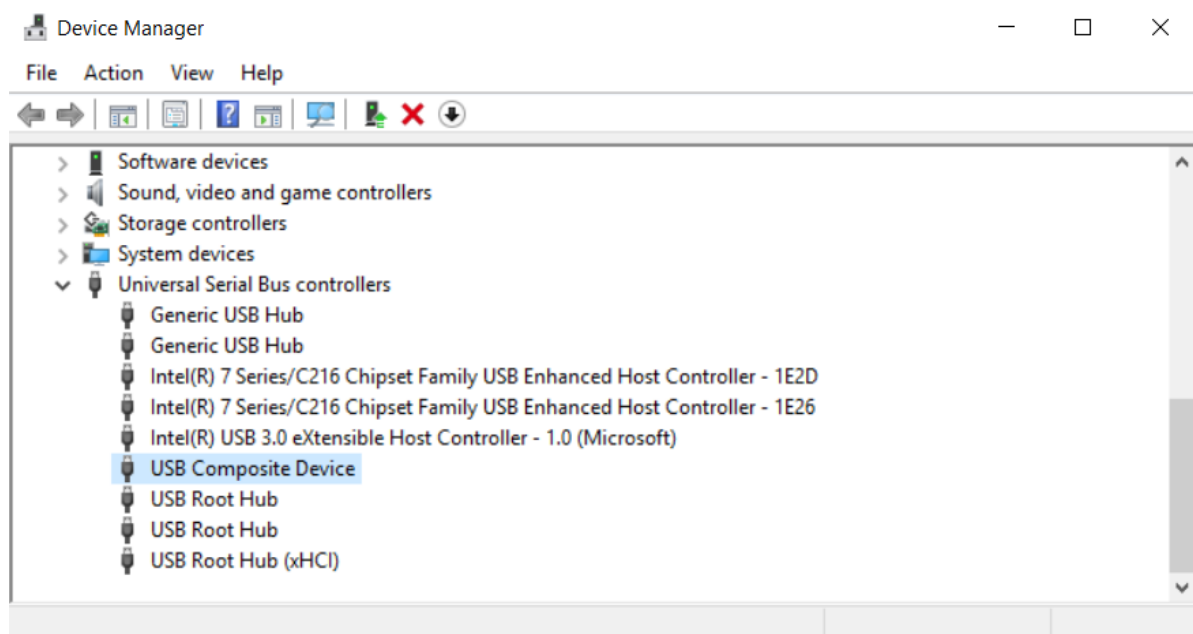 Device Manager
File Action View Help
Software devices
Sound, video and game controllers
Storage controllers
System devices
Universal Serial Bus controllers
Generic USB Hub
Generic USB Hub
Intel(R) 7 Series/C216 Chipset Family USB Enhanced Host Controller - 1E2D
Intel(R) 7 Series/C216 Chipset Family USB Enhanced Host Controller - 1E26
Intel(R) USB 3.0 eXtensible Host Controller - 1.0 (Microsoft)
USB Composite Device
USB Root Hub
USB Root Hub
USB Root Hub (xHCI)